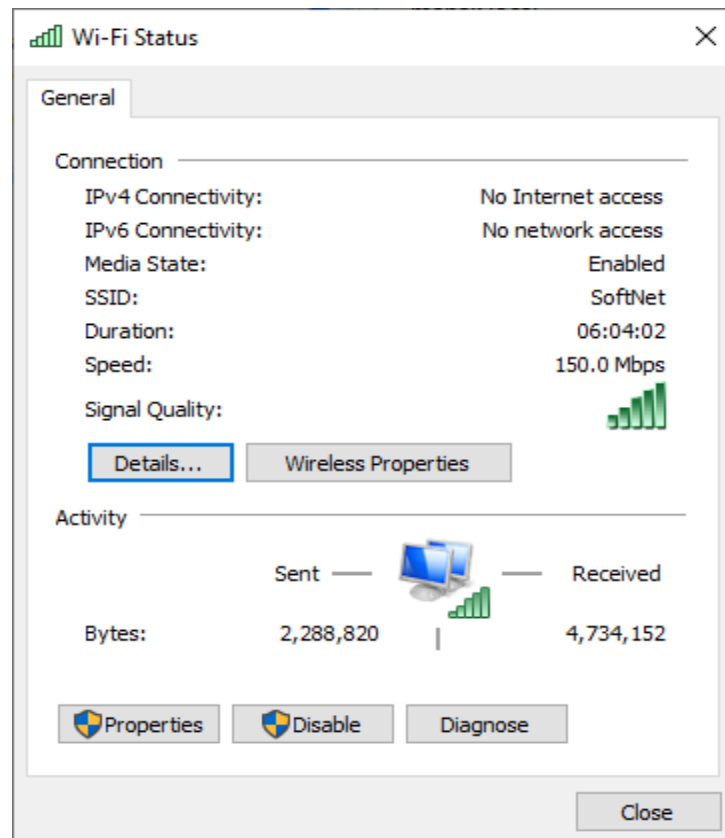 Wi-Fi Status
General
Connection
IPv4 Connectivity: No Internet access
IPv6 Connectivity: No network access
Media State: Enabled
SSID: SoftNet
Duration: 06:04:02
Speed: 150.0 Mbps
Signal Quality:
Details... Wireless Properties
Activity
Sent Received
Bytes: 2,288,820 4,734,152
Properties Disable Diagnose
Close